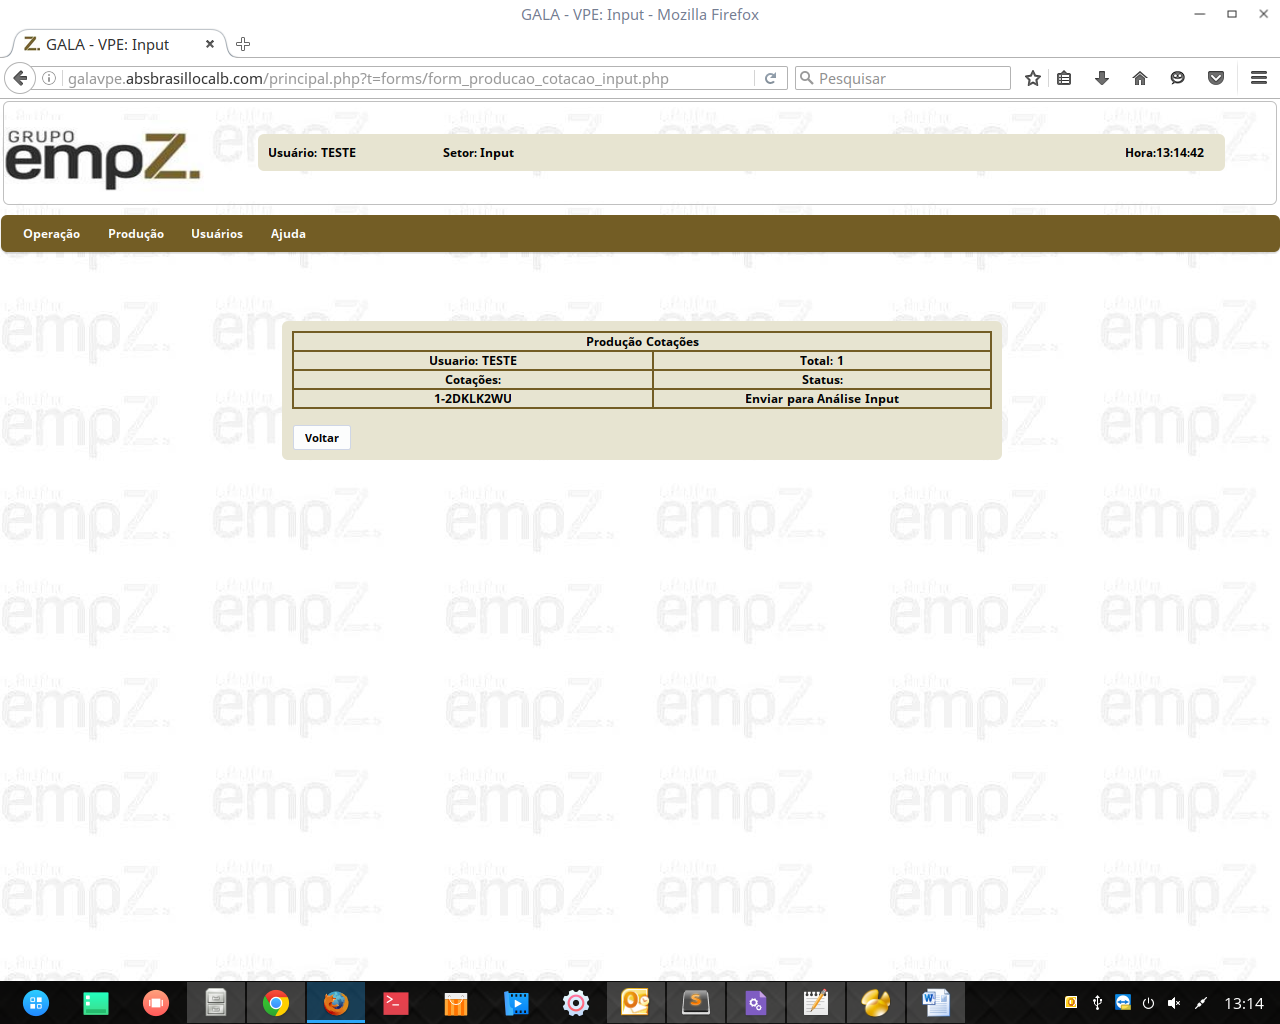 GALA - VPE: Input - Mozilla Firefox
Z. GALA - VPE: Input
galavpe.absbrasillocalb.com/principal.php?t=forms/form_producao_cotacao_input.php
Pesquisar
GRUPO
empZ.
Usuário: TESTE Setor: Input Hora:13:14:42
Operação Produção Usuários Ajuda
Produção Cotações
Usuario: TESTE Total: 1
Cotações: Status:
1-2DKLK2WU Enviar para Análise Input
Voltar
13:14